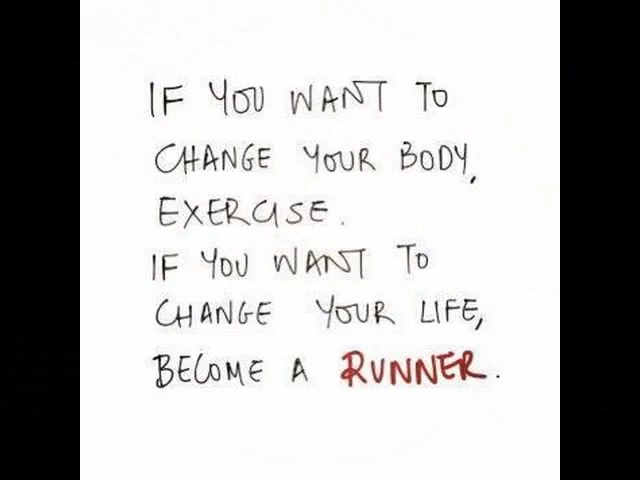 IF YOU WANT TO
CHANGE YOUR BODY,
EXERCISE.
IF YOU WANT TO
CHANGE YOUR LIFE,
BECOME A RUNNER.